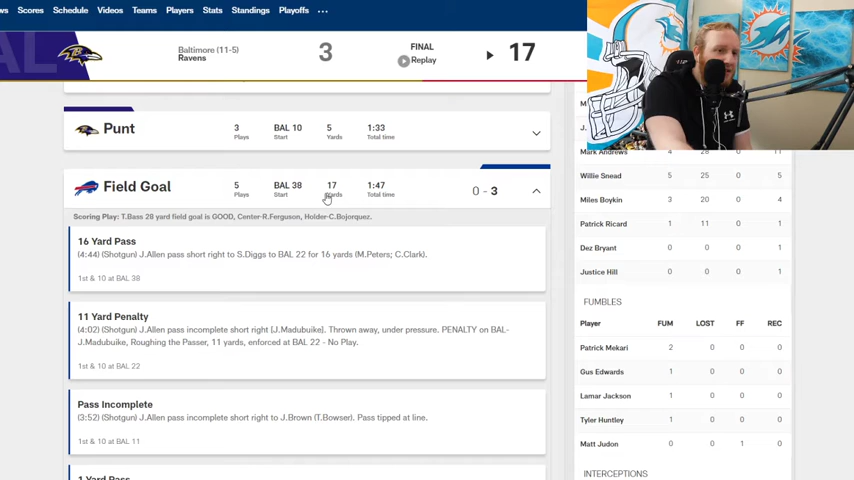 ws Scores Schedule Videos Teams Players Stats Standings Playoffs ...
Baltimore (11-5)
Ravens
3
FINAL
Replay
17
Punt
3
Plays
BAL 10
Start
5
Yards
1:33
Total time
Field Goal
5
Plays
BAL 38
Start
17
Yards
1:47
Total time
0 - 3
Scoring Play: T.Bass 28 yard field goal is GOOD, Center-R.Ferguson, Holder-C.Bojorquez.
16 Yard Pass
(4:44) (Shotgun) J.Allen pass short right to S.Diggs to BAL 22 for 16 yards (M.Peters; C.Clark).
1st & 10 at BAL 38
11 Yard Penalty
(4:02) (Shotgun) J.Allen pass incomplete short right [J.Madubuike]. Thrown away, under pressure. PENALTY on BAL-
J.Madubuike, Roughing the Passer, 11 yards, enforced at BAL 22 - No Play.
1st & 10 at BAL 22
Pass Incomplete
(3:52) (Shotgun) J.Allen pass incomplete short right to J.Brown (T.Bowser). Pass tipped at line.
1st & 10 at BAL 11
1 Yard Pass
Mark Andrews 4 28 0 11
Willie Snead 5 25 0 5
Miles Boykin 3 20 0 4
Patrick Ricard 1 11 0 1
Dez Bryant 0 0 0 1
Justice Hill 0 0 0 1
FUMBLES
Player FUM LOST FF REC
Patrick Mekari 2 0 0 0
Gus Edwards 1 0 0 0
Lamar Jackson 1 0 0 0
Tyler Huntley 1 0 0 0
Matt Judon 0 0 1 0
INTERCEPTIONS